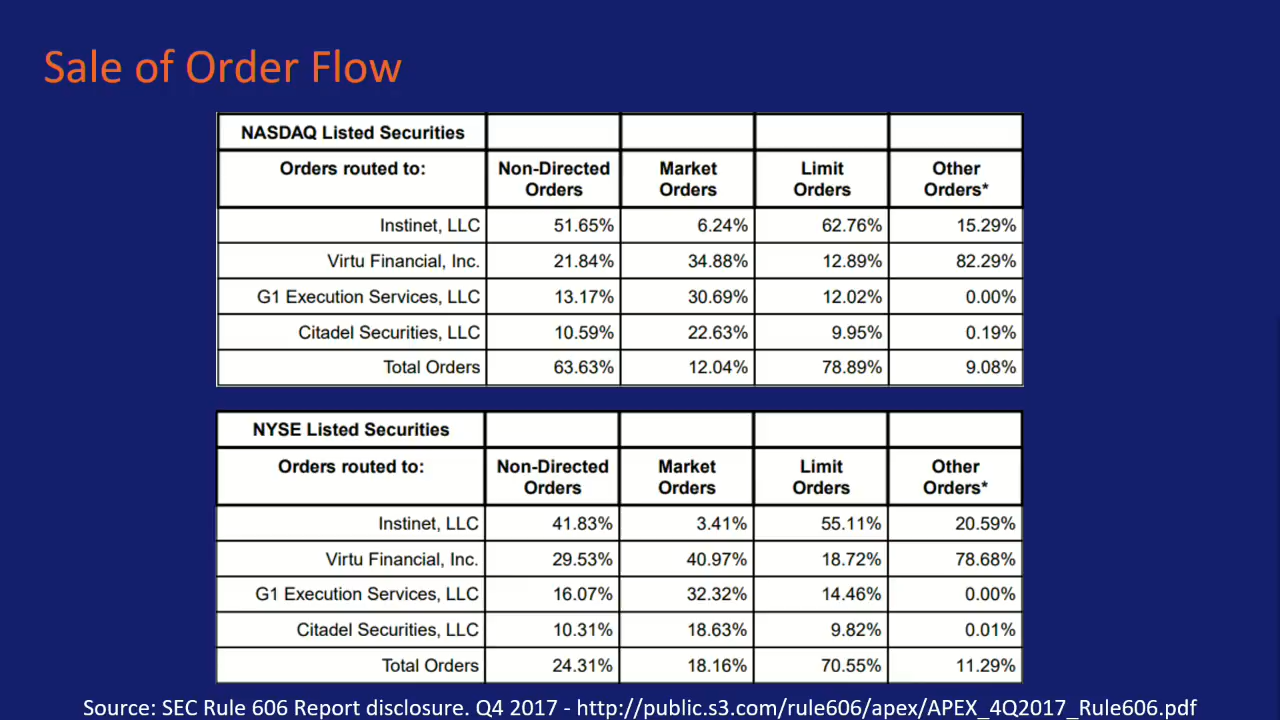 Sale of Order Flow
NASDAQ Listed Securities
Orders routed to: Non-Directed Orders Market Orders Limit Orders Other Orders*
Instinet, LLC 51.65% 6.24% 62.76% 15.29%
Virtu Financial, Inc. 21.84% 34.88% 12.89% 82.29%
G1 Execution Services, LLC 13.17% 30.69% 12.02% 0.00%
Citadel Securities, LLC 10.59% 22.63% 9.95% 0.19%
Total Orders 63.63% 12.04% 78.89% 9.08%
NYSE Listed Securities
Orders routed to: Non-Directed Orders Market Orders Limit Orders Other Orders*
Instinet, LLC 41.83% 3.41% 55.11% 20.59%
Virtu Financial, Inc. 29.53% 40.97% 18.72% 78.68%
G1 Execution Services, LLC 16.07% 32.32% 14.46% 0.00%
Citadel Securities, LLC 10.31% 18.63% 9.82% 0.01%
Total Orders 24.31% 18.16% 70.55% 11.29%
Source: SEC Rule 606 Report disclosure. Q4 2017 - http://public.s3.com/rule606/apex/APEX_4Q2017_Rule606.pdf